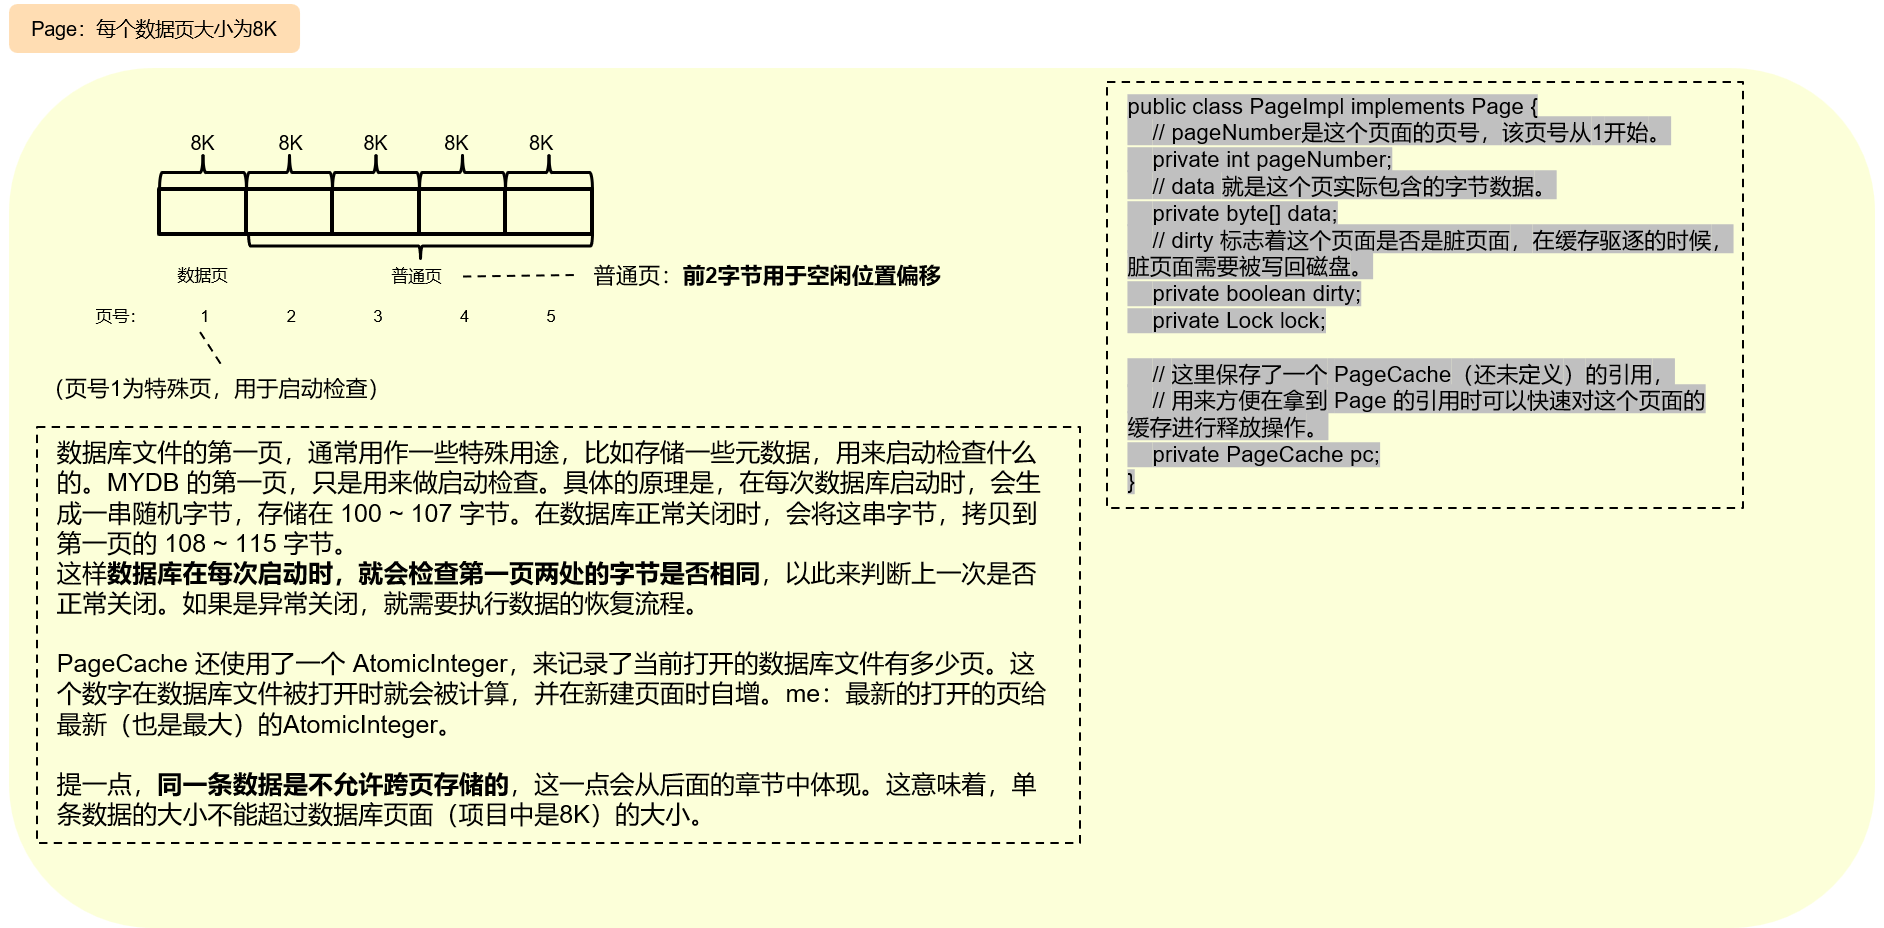 Page：每个数据页大小为8K
8K 8K 8K 8K 8K
数据页 普通页 普通页：前2字节用于空闲位置偏移
页号： 1 2 3 4 5
（页号1为特殊页，用于启动检查）
数据库文件的第一页，通常用作一些特殊用途，比如存储一些元数据，用来启动检查什么
的。MYDB 的第一页，只是用来做启动检查。具体的原理是，在每次数据库启动时，会生
成一串随机字节，存储在 100 ~ 107 字节。在数据库正常关闭时，会将这串字节，拷贝到
第一页的 108 ~ 115 字节。
这样数据库在每次启动时，就会检查第一页两处的字节是否相同，以此来判断上一次是否
正常关闭。如果是异常关闭，就需要执行数据的恢复流程。
PageCache 还使用了一个 AtomicInteger，来记录了当前打开的数据库文件有多少页。这
个数字在数据库文件被打开时就会被计算，并在新建页面时自增。me：最新的打开的页给
最新（也是最大）的AtomicInteger。
提一点，同一条数据是不允许跨页存储的，这一点会从后面的章节中体现。这意味着，单
条数据的大小不能超过数据库页面（项目中是8K）的大小。
public class PageImpl implements Page {
// pageNumber是这个页面的页号，该页号从1开始。
private int pageNumber;
// data 就是这个页实际包含的字节数据。
private byte[] data;
// dirty 标志着这个页面是否是脏页面，在缓存驱逐的时候，
脏页面需要被写回磁盘。
private boolean dirty;
private Lock lock;
// 这里保存了一个 PageCache（还未定义）的引用，
// 用来方便在拿到 Page 的引用时可以快速对这个页面的
缓存进行释放操作。
private PageCache pc;
}